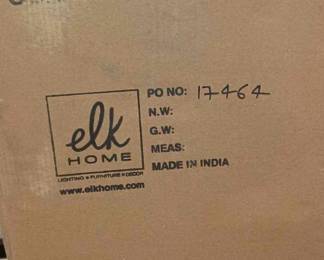 elk
HOME
LIGHTING • FURNITURE • DECOR
www.elkhome.com
PO NO: 17464
N.W:
G.W:
MEAS:
MADE IN INDIA